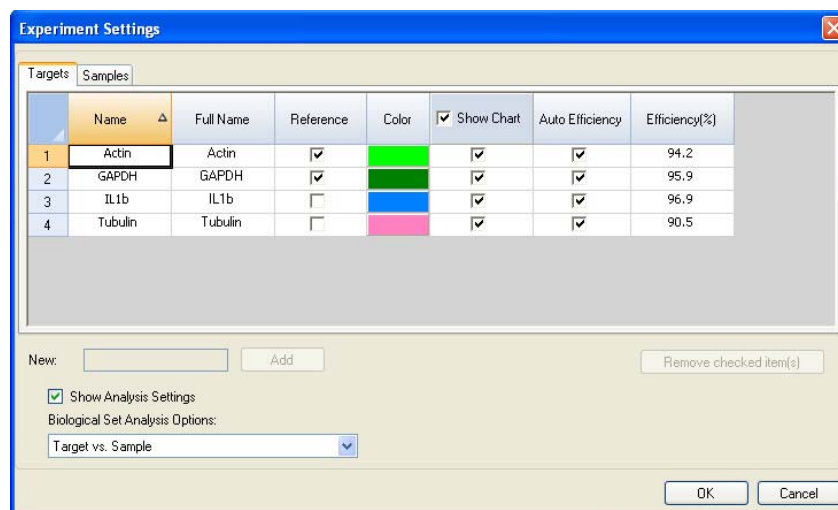 Experiment Settings
Targets Samples
Name Full Name Reference Color Show Chart Auto Efficiency Efficiency(%)
1 Actin Actin 94.2
2 GAPDH GAPDH 95.9
3 IL1b IL1b 96.9
4 Tubulin Tubulin 90.5
New: Add Remove checked item(s)
Show Analysis Settings
Biological Set Analysis Options:
Target vs. Sample
OK Cancel